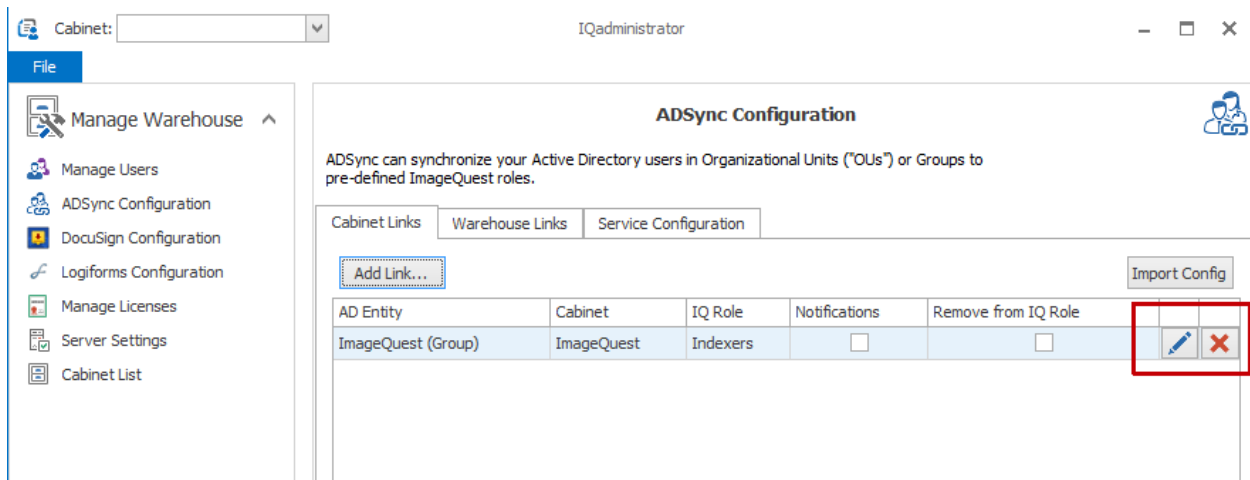 Cabinet:
IQadministrator
File
Manage Warehouse
Manage Users
ADSync Configuration
DocuSign Configuration
Logiforms Configuration
Manage Licenses
Server Settings
Cabinet List
ADSync Configuration
ADSync can synchronize your Active Directory users in Organizational Units ("OUs") or Groups to
pre-defined ImageQuest roles.
Cabinet Links Warehouse Links Service Configuration
Add Link... Import Config
AD Entity Cabinet IQ Role Notifications Remove from IQ Role
ImageQuest (Group) ImageQuest Indexers